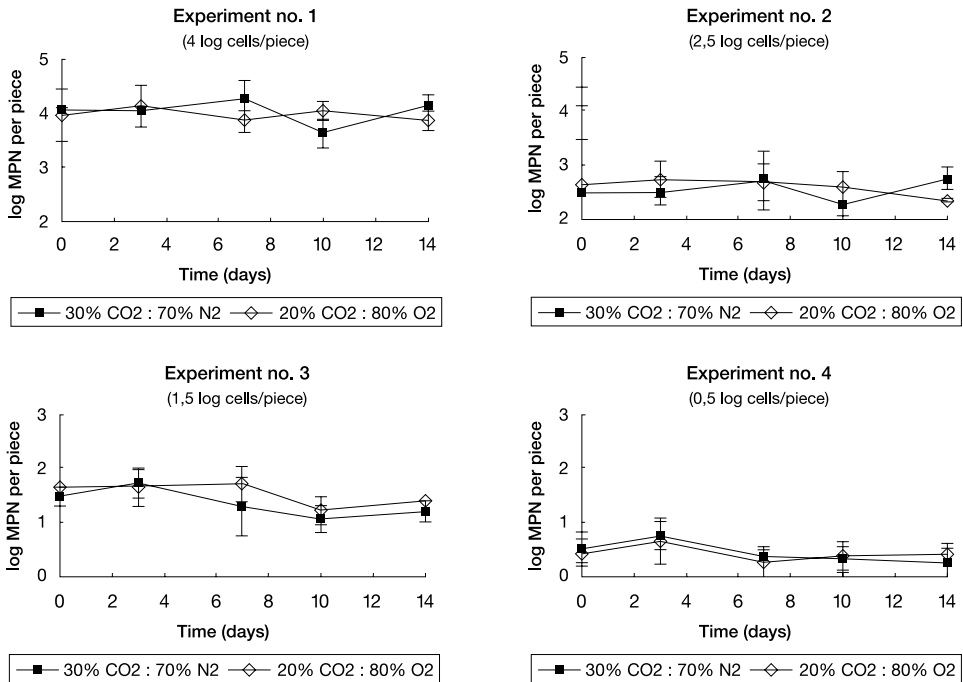 Experiment no. 1
(4 log cells/piece)
log MPN per piece
5
4
3
2
0 2 4 6 8 10 12 14
Time (days)
30% CO2 : 70% N2 20% CO2 : 80% O2
Experiment no. 2
(2,5 log cells/piece)
log MPN per piece
5
4
3
2
0 2 4 6 8 10 12 14
Time (days)
30% CO2 : 70% N2 20% CO2 : 80% O2
Experiment no. 3
(1,5 log cells/piece)
log MPN per piece
3
2
1
0
0 2 4 6 8 10 12 14
Time (days)
30% CO2 : 70% N2 20% CO2 : 80% O2
Experiment no. 4
(0,5 log cells/piece)
log MPN per piece
3
2
1
0
0 2 4 6 8 10 12 14
Time (days)
30% CO2 : 70% N2 20% CO2 : 80% O2